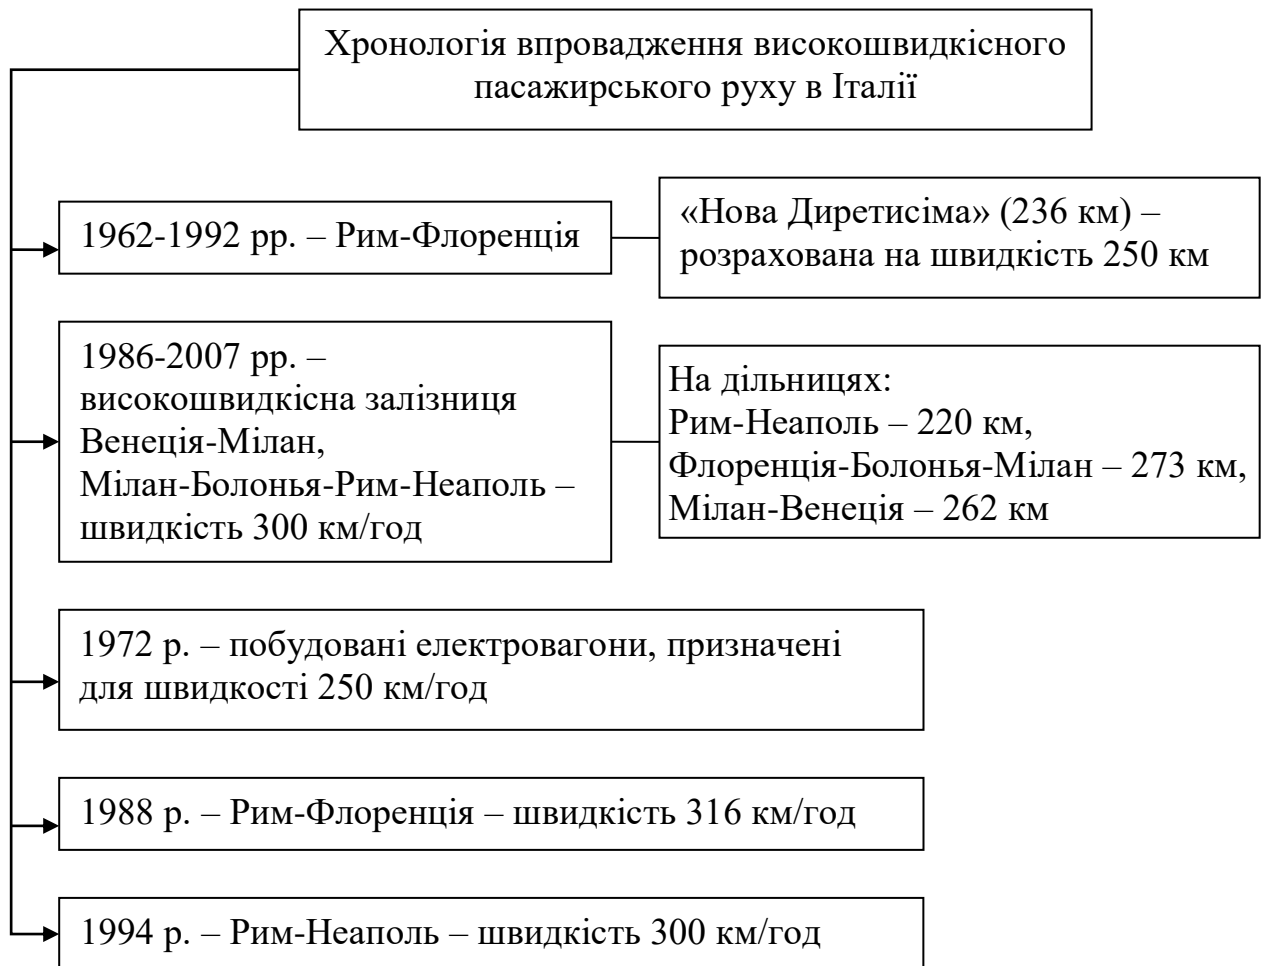 Хронологія впровадження високошвидкісного
пасажирського руху в Італії
1962-1992 рр. – Рим-Флоренція
«Нова Диретисіма» (236 км) –
розрахована на швидкість 250 км
1986-2007 рр. –
високошвидкісна залізниця
Венеція-Мілан,
Мілан-Болонья-Рим-Неаполь –
швидкість 300 км/год
На дільницях:
Рим-Неаполь – 220 км,
Флоренція-Болонья-Мілан – 273 км,
Мілан-Венеція – 262 км
1972 р. – побудовані електровагони, призначені
для швидкості 250 км/год
1988 р. – Рим-Флоренція – швидкість 316 км/год
1994 р. – Рим-Неаполь – швидкість 300 км/год